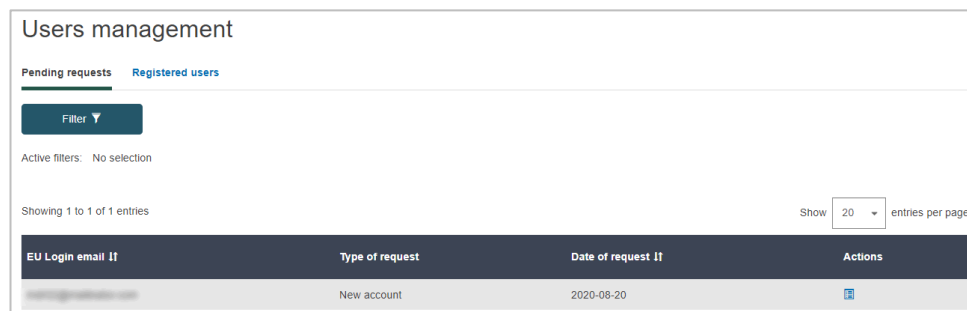 Users management
Pending requests Registered users
Filter
Active filters: No selection
Showing 1 to 1 of 1 entries Show 20 entries per page
EU Login email Type of request Date of request Actions
New account 2020-08-20